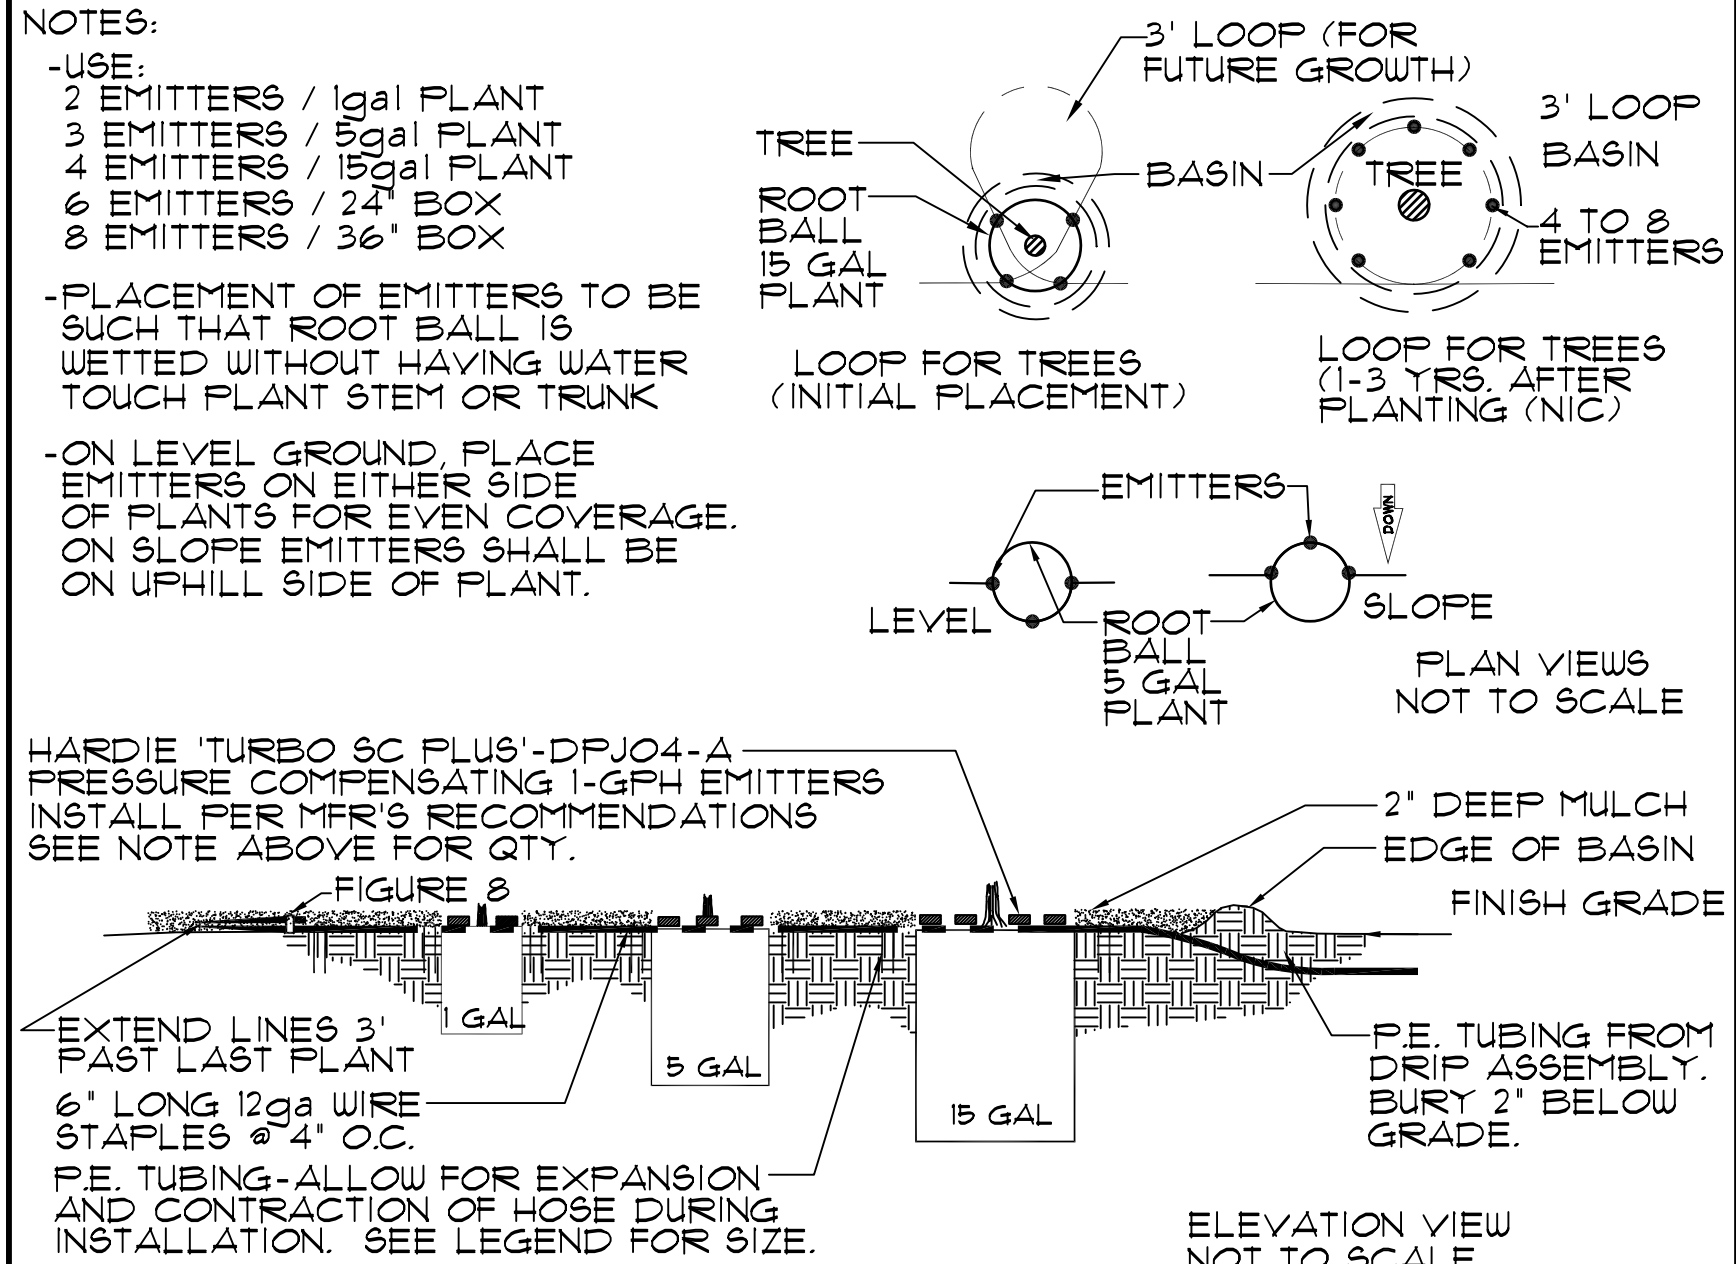 NOTES:
-USE:
2 EMITTERS / 1gal PLANT
3 EMITTERS / 5gal PLANT
4 EMITTERS / 15gal PLANT
6 EMITTERS / 24" BOX
8 EMITTERS / 36" BOX
-PLACEMENT OF EMITTERS TO BE
SUCH THAT ROOT BALL IS
WETTED WITHOUT HAVING WATER
TOUCH PLANT STEM OR TRUNK
-ON LEVEL GROUND, PLACE
EMITTERS ON EITHER SIDE
OF PLANTS FOR EVEN COVERAGE.
ON SLOPE EMITTERS SHALL BE
ON UPHILL SIDE OF PLANT.
3' LOOP (FOR
FUTURE GROWTH)
TREE
ROOT
BALL
15 GAL
PLANT
BASIN
LOOP FOR TREES
(INITIAL PLACEMENT)
3' LOOP
BASIN
TREE
4 TO 8
EMITTERS
LOOP FOR TREES
(1-3 YRS. AFTER
PLANTING (NIC)
EMITTERS
DOWN
LEVEL
ROOT
BALL
5 GAL
PLANT
SLOPE
PLAN VIEWS
NOT TO SCALE
HARDIE 'TURBO SC PLUS'-DPJ04-A
PRESSURE COMPENSATING 1-GPH EMITTERS
INSTALL PER MFR'S RECOMMENDATIONS
SEE NOTE ABOVE FOR QTY.
FIGURE 8
2" DEEP MULCH
EDGE OF BASIN
FINISH GRADE
1 GAL
5 GAL
15 GAL
EXTEND LINES 3'
PAST LAST PLANT
6" LONG 12ga WIRE
STAPLES @ 4" O.C.
P.E. TUBING-ALLOW FOR EXPANSION
AND CONTRACTION OF HOSE DURING
INSTALLATION. SEE LEGEND FOR SIZE.
P.E. TUBING FROM
DRIP ASSEMBLY.
BURY 2" BELOW
GRADE.
ELEVATION VIEW
NOT TO SCALE